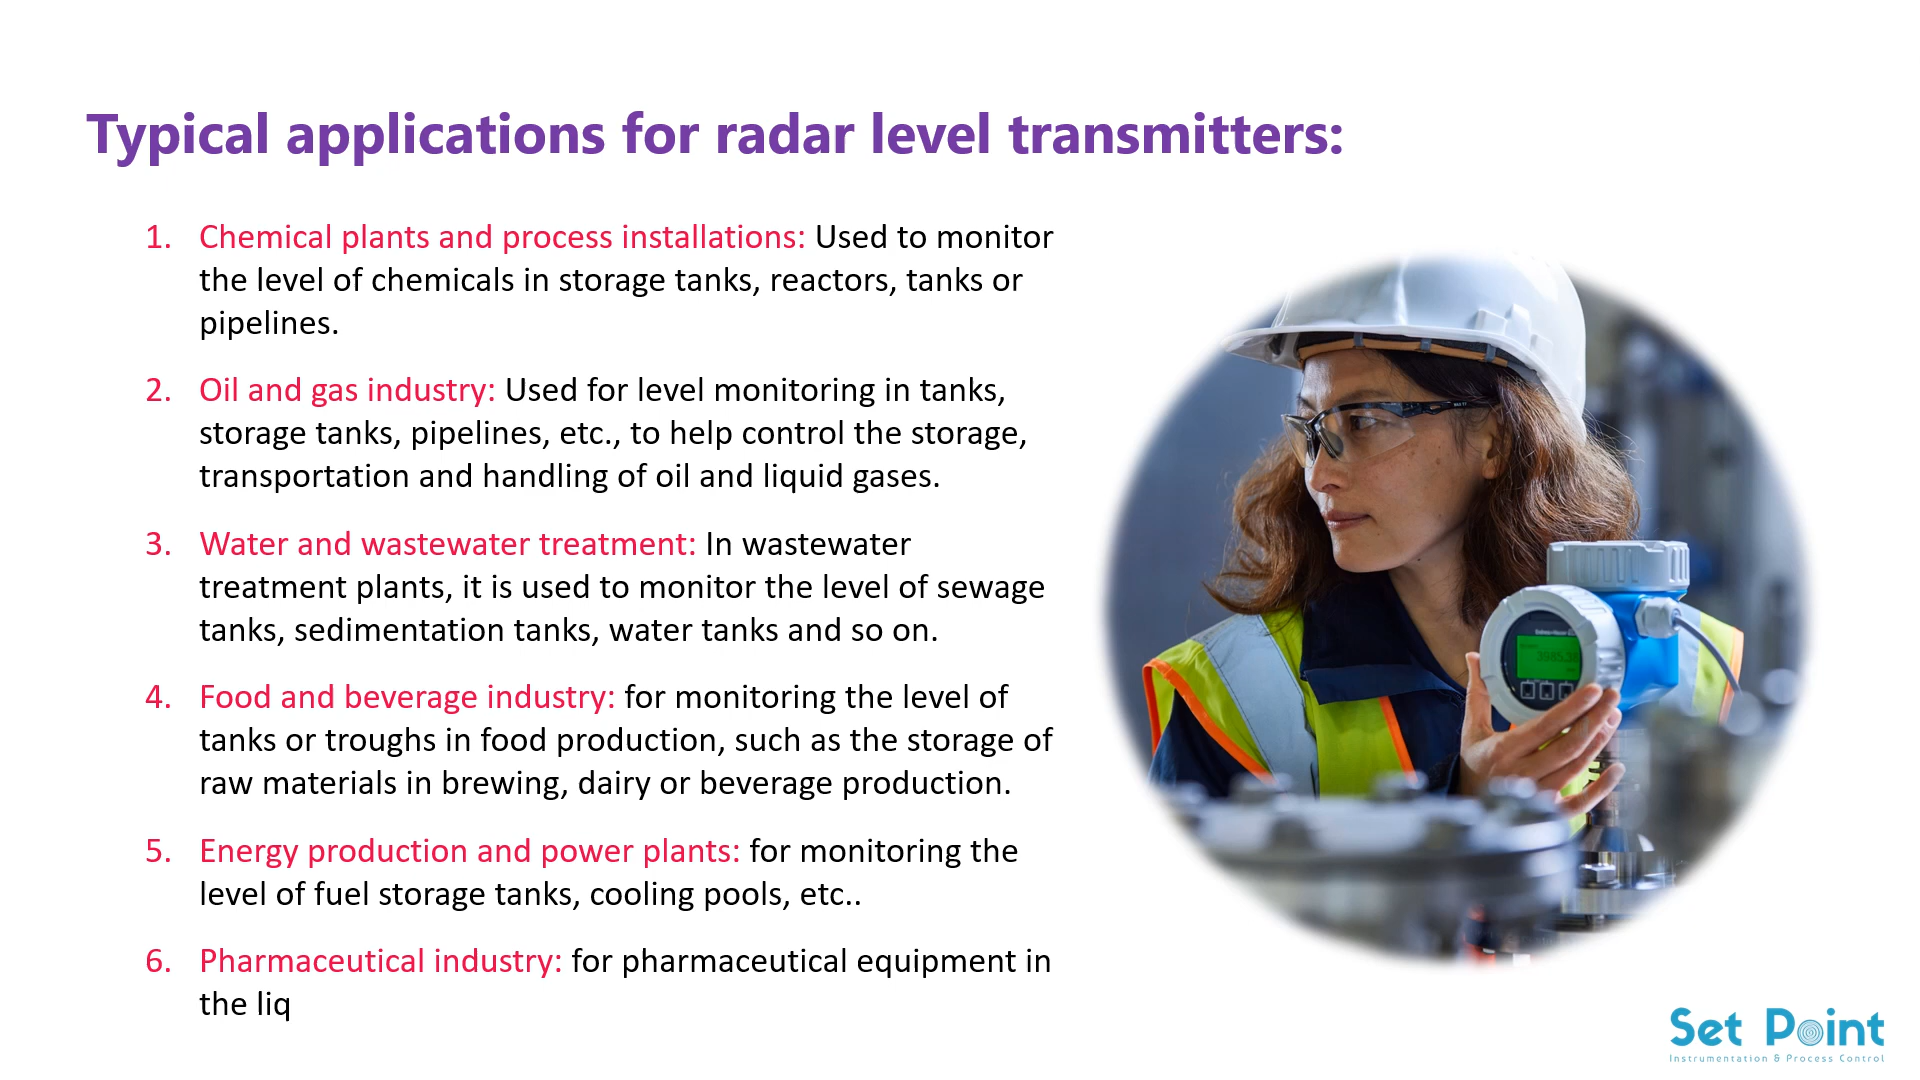 Typical applications for radar level transmitters:
1. Chemical plants and process installations: Used to monitor
the level of chemicals in storage tanks, reactors, tanks or
pipelines.
2. Oil and gas industry: Used for level monitoring in tanks,
storage tanks, pipelines, etc., to help control the storage,
transportation and handling of oil and liquid gases.
3. Water and wastewater treatment: In wastewater
treatment plants, it is used to monitor the level of sewage
tanks, sedimentation tanks, water tanks and so on.
4. Food and beverage industry: for monitoring the level of
tanks or troughs in food production, such as the storage of
raw materials in brewing, dairy or beverage production.
5. Energy production and power plants: for monitoring the
level of fuel storage tanks, cooling pools, etc..
6. Pharmaceutical industry: for pharmaceutical equipment in
the liq
Set Point
Instrumentation & Process Control